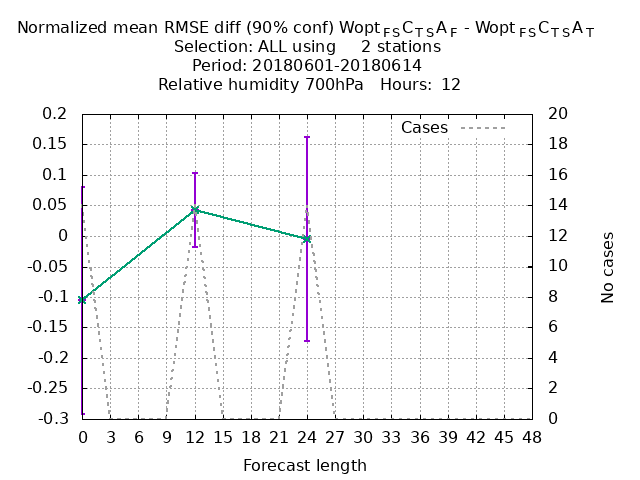 Normalized mean RMSE diff (90% conf) Wopt FS C T S A F - Wopt FS C T S A T
Selection: ALL using 2 stations
Period: 20180601-20180614
Relative humidity 700hPa Hours: 12
Cases
0.2
0.15
0.1
0.05
0
-0.05
-0.1
-0.15
-0.2
-0.25
-0.3
20
18
16
14
12
10
8
6
4
2
0
No cases
0 3 6 9 12 15 18 21 24 27 30 33 36 39 42 45 48
Forecast length